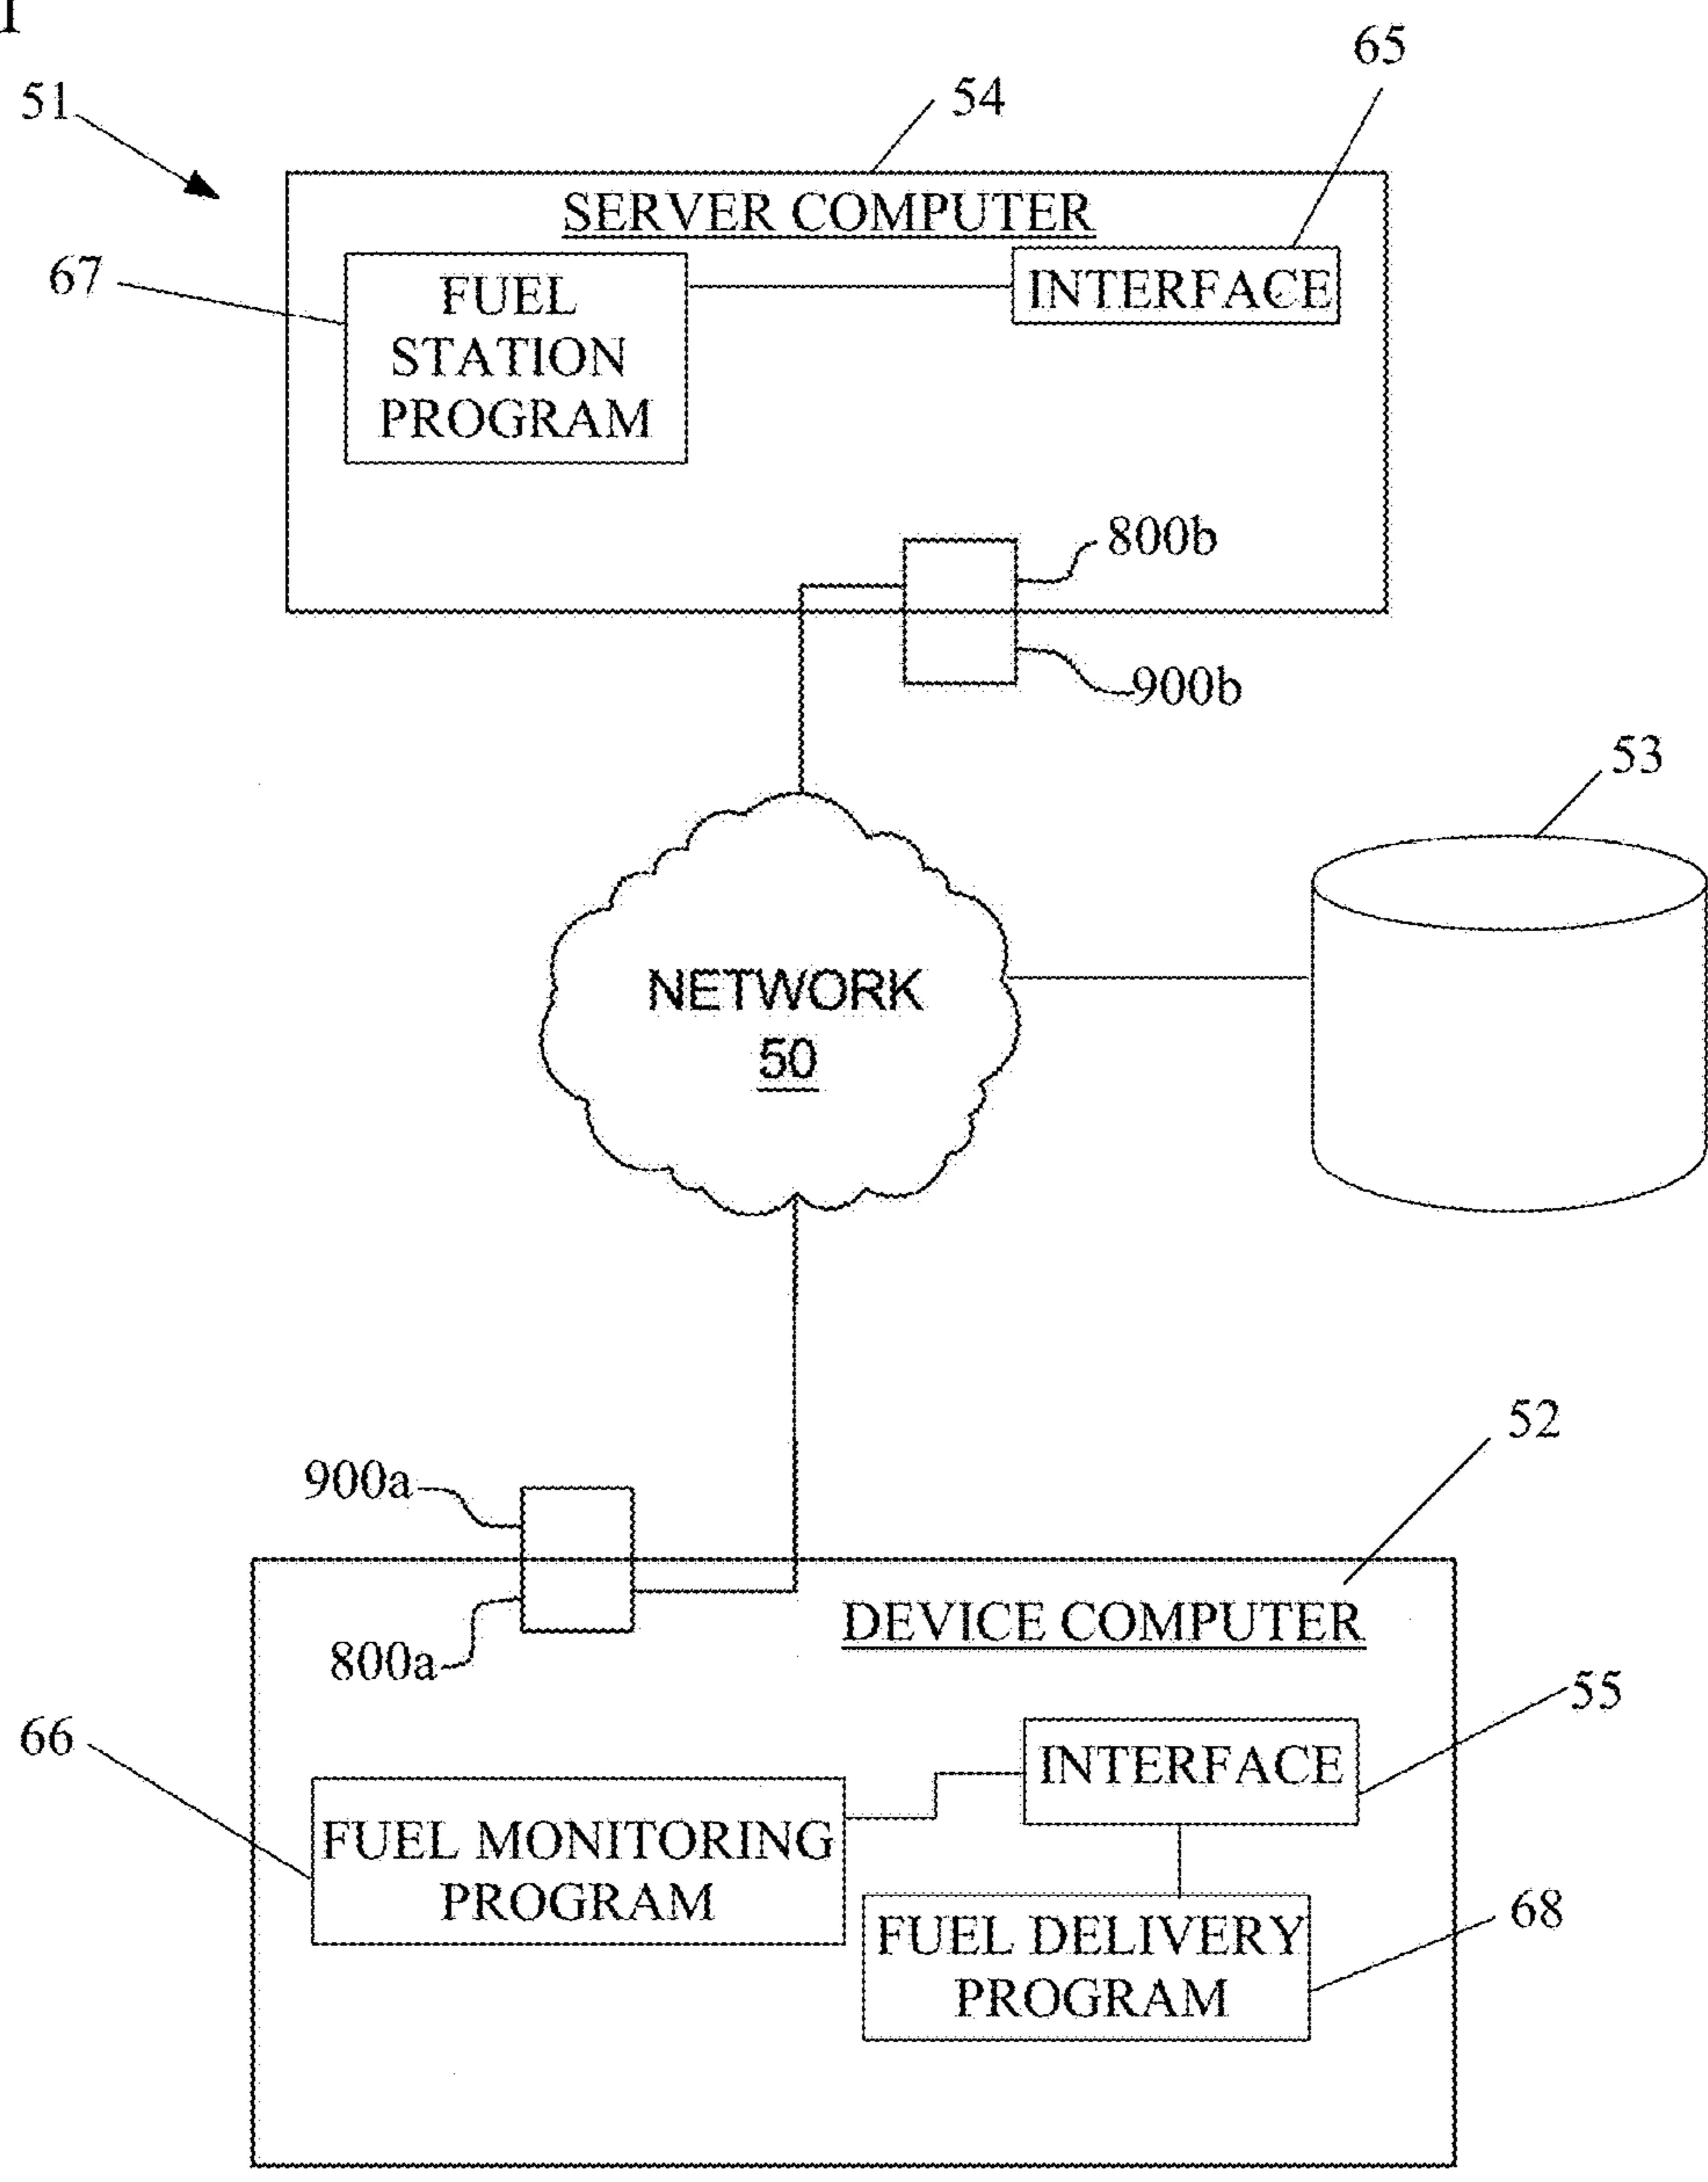 65
51
54
SERVER COMPUTER
67
FUEL
STATION
PROGRAM
INTERFACE
800b
900b
53
NETWORK
50
52
900a
DEVICE COMPUTER
800a
55
66
INTERFACE
FUEL MONITORING
PROGRAM
68
FUEL DELIVERY
PROGRAM